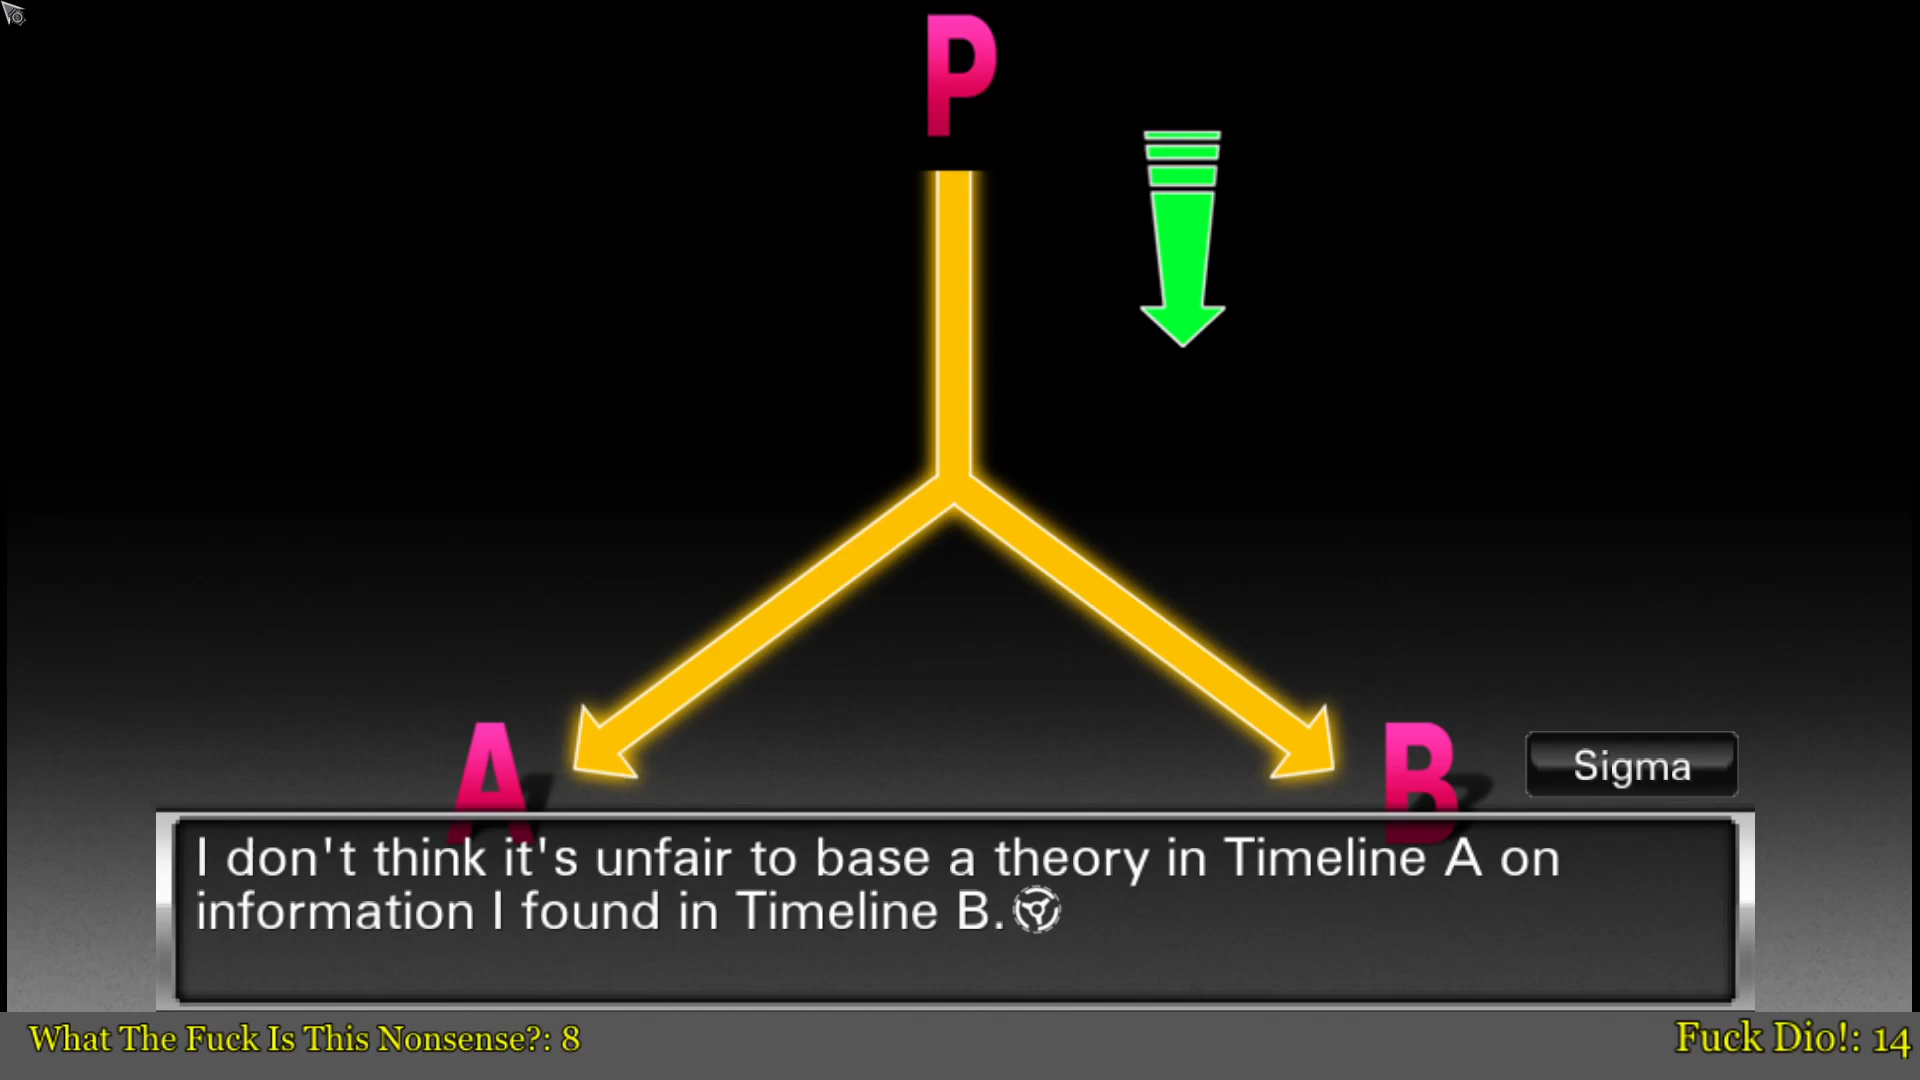 P
A
B
Sigma
I don't think it's unfair to base a theory in Timeline A on
information I found in Timeline B.
What The Fuck Is This Nonsense?: 8
Fuck Dio!: 14